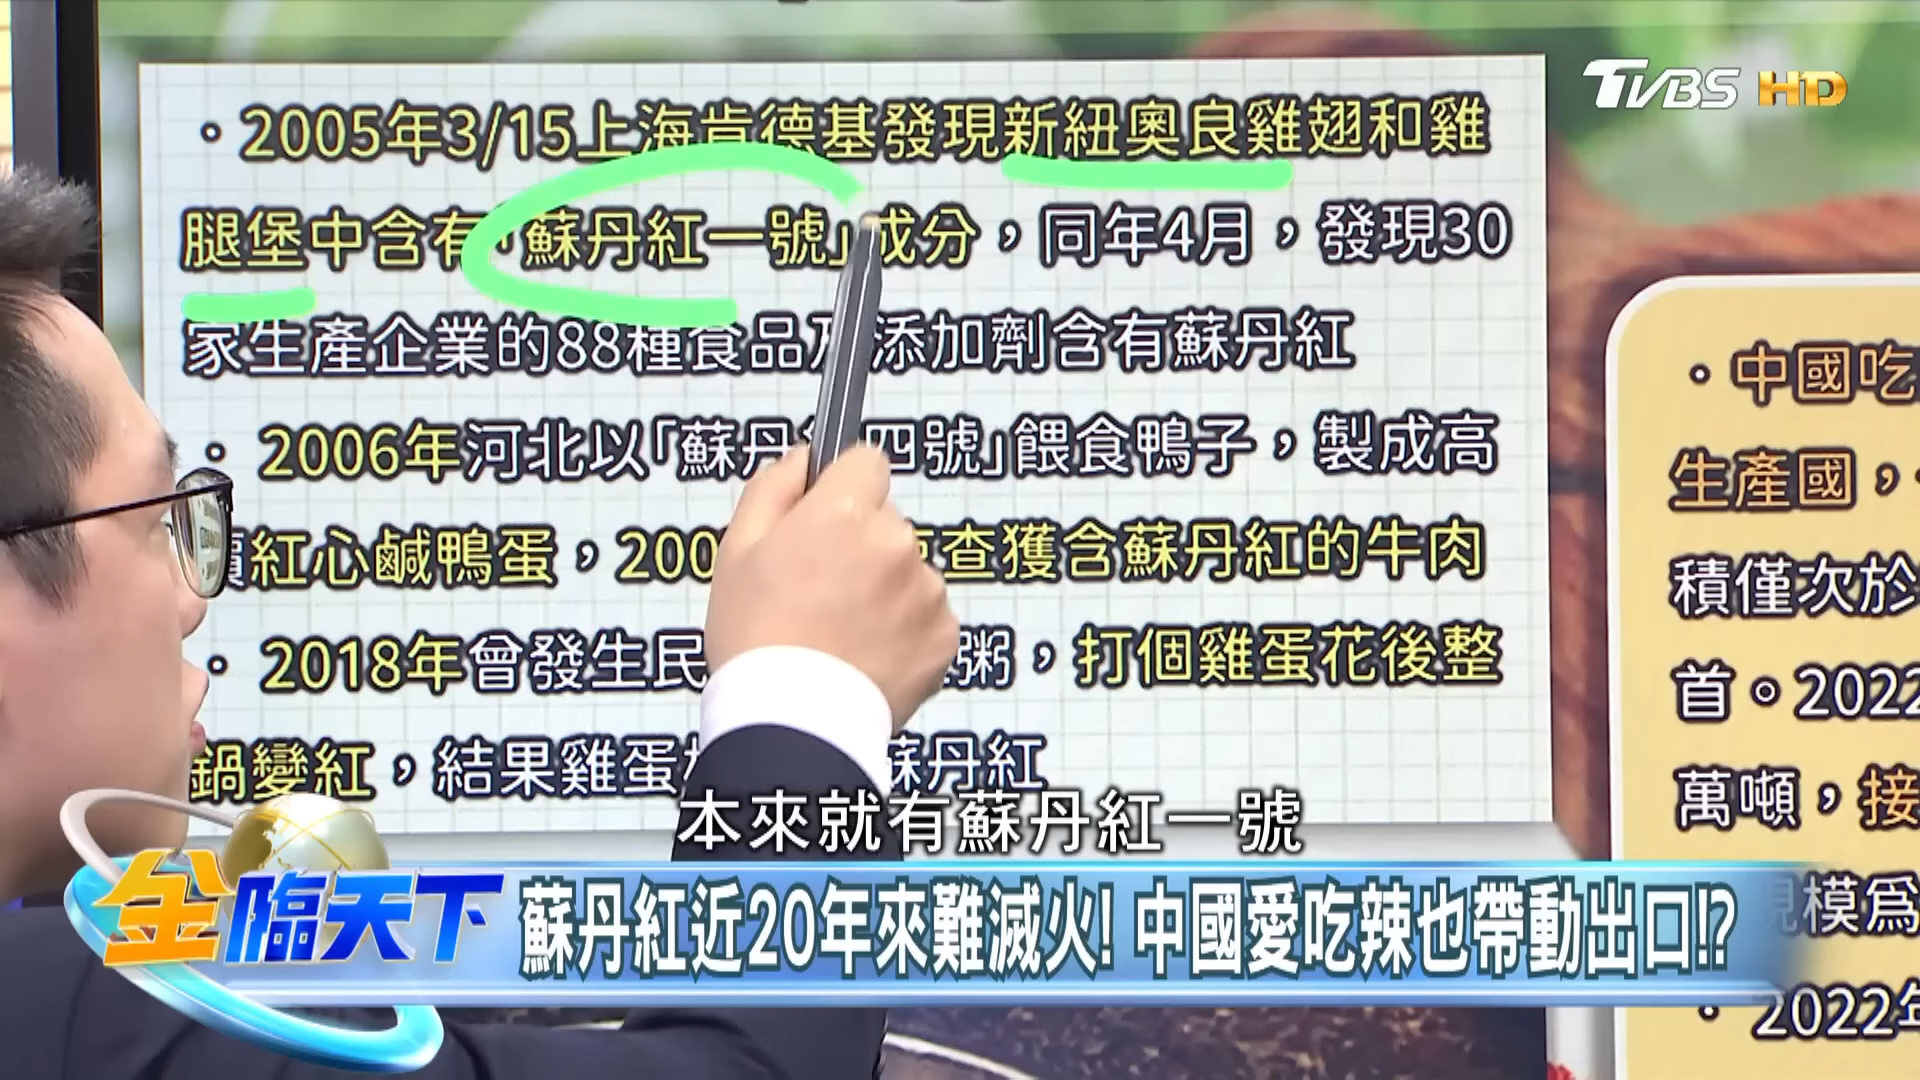 TVBS HD
・2005年3/15上海肯德基發現新紐奧良雞翅和雞
腿堡中含有「蘇丹紅一號」成分，同年4月，發現30
家生產企業的88種食品及添加劑含有蘇丹紅
・ 2006年河北以「蘇丹紅四號」餵食鴨子，製成高
紅心鹹鴨蛋，200 查獲含蘇丹紅的牛肉
・ 2018年曾發生民 粥，打個雞蛋花後整
鍋變紅，結果雞蛋 蘇丹紅
・中國吃
生產國，
積僅次於
首。2022
萬噸，接
規模為
・ 2022年
本來就有蘇丹紅一號
金臨天下
蘇丹紅近20年來難滅火! 中國愛吃辣也帶動出口!?